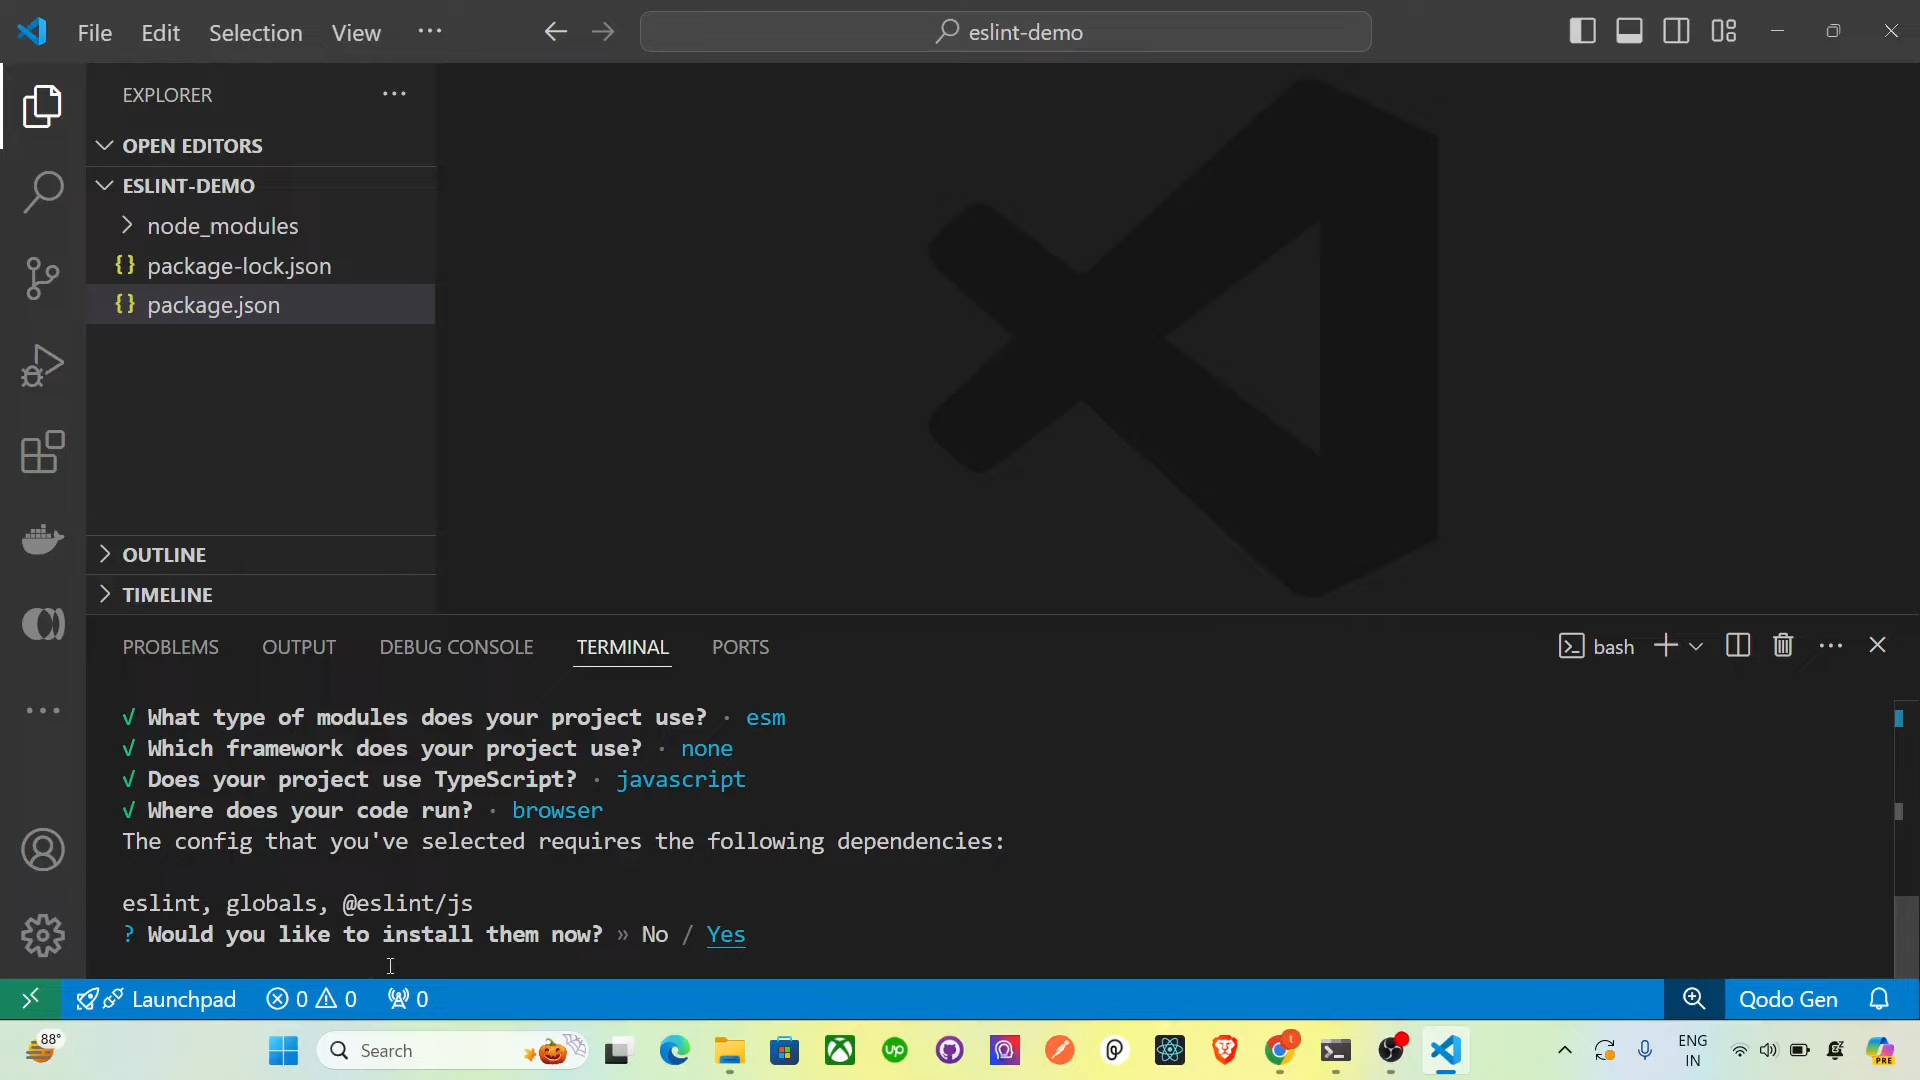 File Edit Selection View ··· eslint-demo
EXPLORER ···
OPEN EDITORS
ESLINT-DEMO
node_modules
{} package-lock.json
{} package.json
OUTLINE
TIMELINE
PROBLEMS OUTPUT DEBUG CONSOLE TERMINAL PORTS bash
√ What type of modules does your project use? · esm
√ Which framework does your project use? · none
√ Does your project use TypeScript? · javascript
√ Where does your code run? · browser
The config that you've selected requires the following dependencies:
eslint, globals, @eslint/js
? Would you like to install them now? » No / Yes
Launchpad 0 0 0 Qodo Gen
88° Search up t PRE
ENG
IN